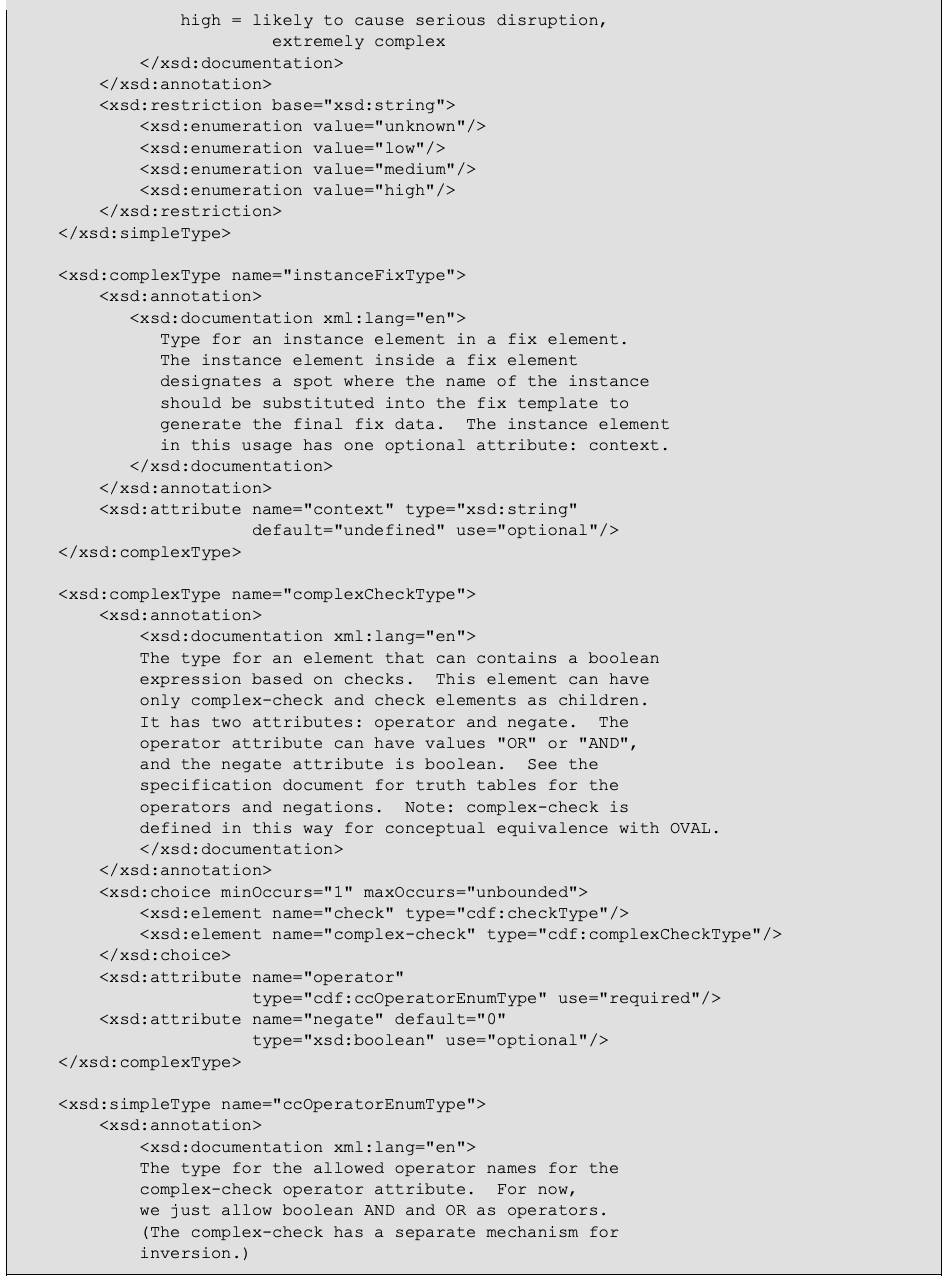 high = likely to cause serious disruption,
extremely complex
</xsd:documentation>
</xsd:annotation>
<xsd:restriction base="xsd:string">
<xsd:enumeration value="unknown"/>
<xsd:enumeration value="low"/>
<xsd:enumeration value="medium"/>
<xsd:enumeration value="high"/>
</xsd:restriction>
</xsd:simpleType>
<xsd:complexType name="instanceFixType">
<xsd:annotation>
<xsd:documentation xml:lang="en">
Type for an instance element in a fix element.
The instance element inside a fix element
designates a spot where the name of the instance
should be substituted into the fix template to
generate the final fix data.  The instance element
in this usage has one optional attribute: context.
</xsd:documentation>
</xsd:annotation>
<xsd:attribute name="context" type="xsd:string"
default="undefined" use="optional"/>
</xsd:complexType>
<xsd:complexType name="complexCheckType">
<xsd:annotation>
<xsd:documentation xml:lang="en">
The type for an element that can contains a boolean
expression based on checks.  This element can have
only complex-check and check elements as children.
It has two attributes: operator and negate.  The
operator attribute can have values "OR" or "AND",
and the negate attribute is boolean.  See the
specification document for truth tables for the
operators and negations.  Note: complex-check is
defined in this way for conceptual equivalence with OVAL.
</xsd:documentation>
</xsd:annotation>
<xsd:choice minOccurs="1" maxOccurs="unbounded">
<xsd:element name="check" type="cdf:checkType"/>
<xsd:element name="complex-check" type="cdf:complexCheckType"/>
</xsd:choice>
<xsd:attribute name="operator"
type="cdf:ccOperatorEnumType" use="required"/>
<xsd:attribute name="negate" default="0"
type="xsd:boolean" use="optional"/>
</xsd:complexType>
<xsd:simpleType name="ccOperatorEnumType">
<xsd:annotation>
<xsd:documentation xml:lang="en">
The type for the allowed operator names for the
complex-check operator attribute.  For now,
we just allow boolean AND and OR as operators.
(The complex-check has a separate mechanism for
inversion.)